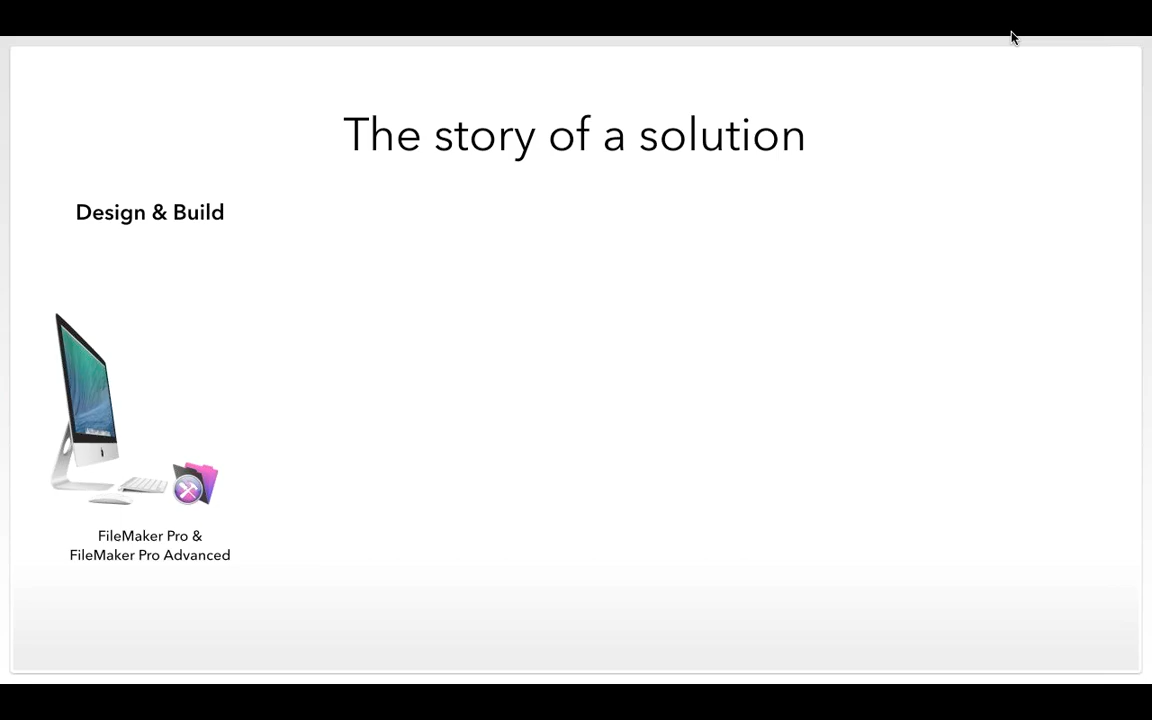 The story of a solution
Design & Build
FileMaker Pro &
FileMaker Pro Advanced